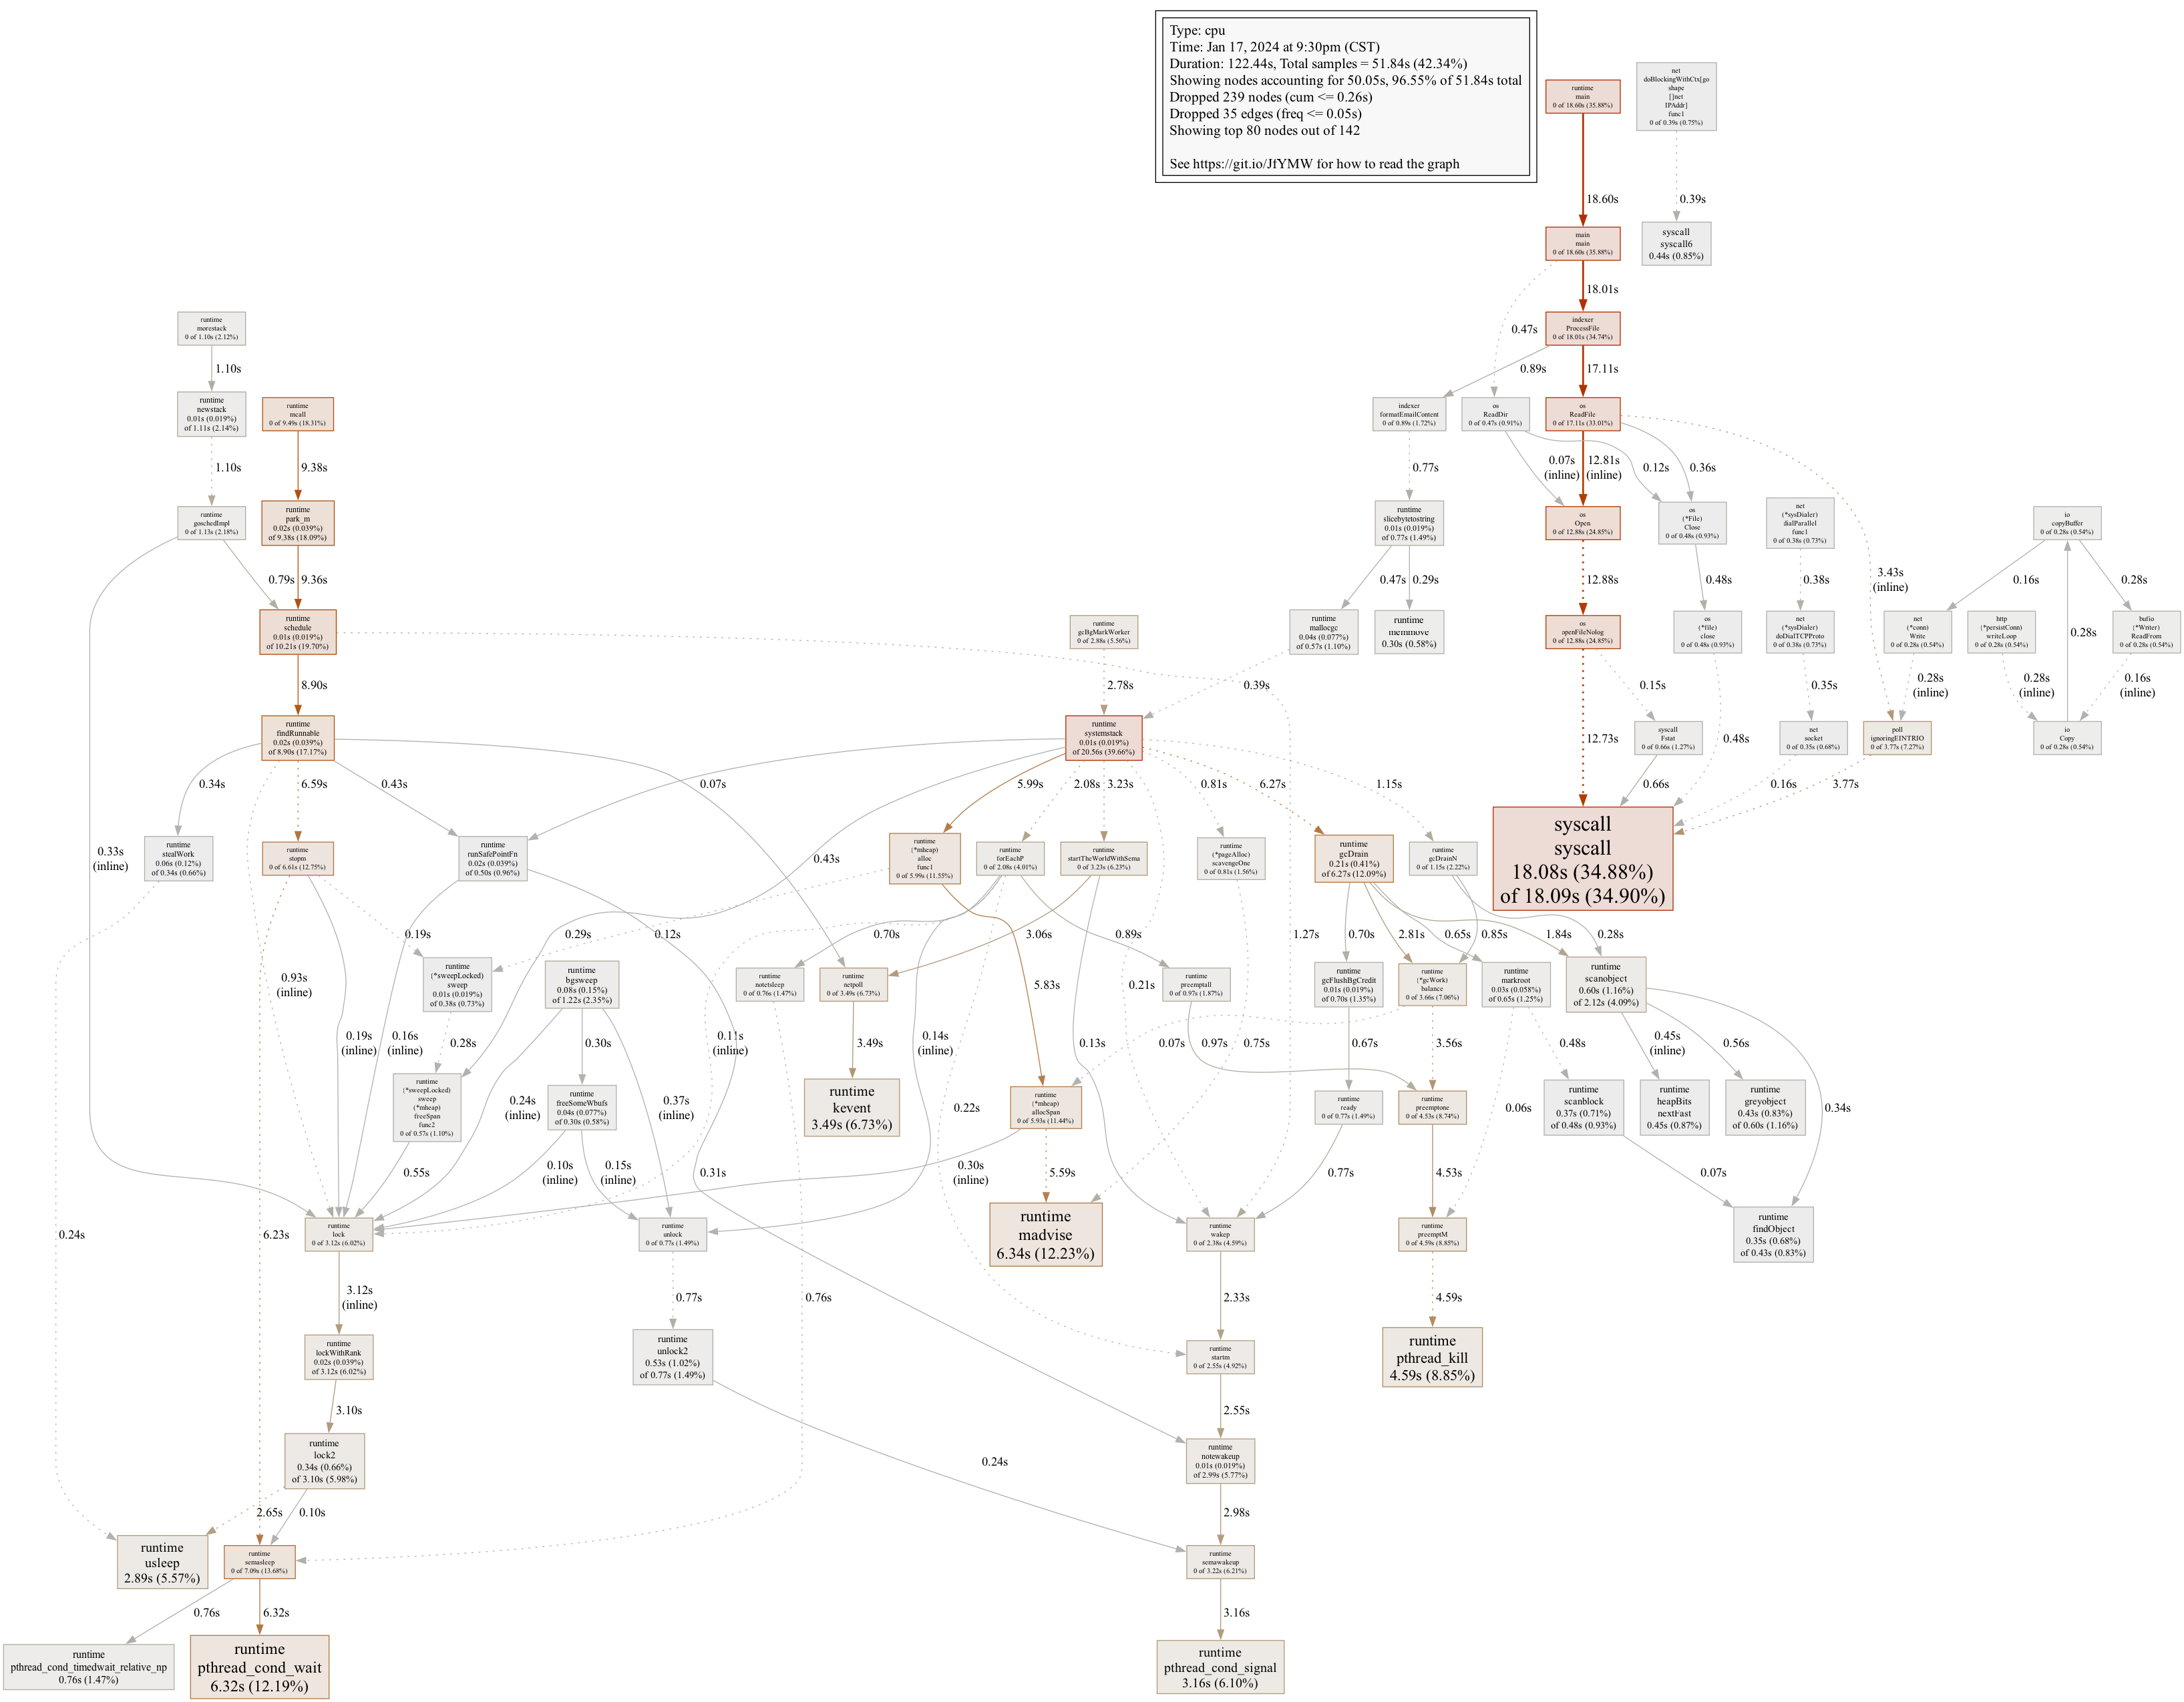 Type: cpu
Time: Jan 17, 2024 at 9:30pm (CST)
Duration: 122.44s, Total samples = 51.84s (42.34%)
Showing nodes accounting for 50.05s, 96.55% of 51.84s total
Dropped 239 nodes (cum <= 0.26s)
Dropped 35 edges (freq <= 0.05s)
Showing top 80 nodes out of 142
See https://git.io/JfYMW for how to read the graph
runtime
main
0 of 18.60s (35.88%)
net
doBlockingWithCtx[go
shape
[]net
IPAddr]
func1
0 of 0.39s (0.75%)
18.60s
0.39s
main
main
0 of 18.60s (35.88%)
syscall
syscall6
0.44s (0.85%)
18.01s
0.47s
runtime
morestack
0 of 1.10s (2.12%)
indexer
ProcessFile
0 of 18.01s (34.74%)
1.10s
0.89s
17.11s
runtime
newstack
0.01s (0.019%)
of 1.11s (2.14%)
runtime
mcall
0 of 9.49s (18.31%)
indexer
formatEmailContent
0 of 0.89s (1.72%)
os
ReadDir
0 of 0.47s (0.91%)
os
ReadFile
0 of 17.11s (33.01%)
1.10s
9.38s
0.77s
0.07s
(inline)
12.81s
(inline)
0.12s
0.36s
runtime
goschedImpl
0 of 1.13s (2.18%)
runtime
park_m
0.02s (0.039%)
of 9.38s (18.09%)
runtime
slicebytetostring
0.01s (0.019%)
of 0.77s (1.49%)
os
Open
0 of 12.88s (24.85%)
os
(*File)
Close
0 of 0.48s (0.93%)
net
(*sysDialer)
dialParallel
func1
0 of 0.38s (0.73%)
io
copyBuffer
0 of 0.28s (0.54%)
0.79s
9.36s
0.47s
0.29s
12.88s
0.48s
0.38s
3.43s
(inline)
0.16s
0.28s
runtime
schedule
0.01s (0.019%)
of 10.21s (19.70%)
runtime
gcBgMarkWorker
0 of 2.88s (5.56%)
runtime
mallocgc
0.04s (0.077%)
of 0.57s (1.10%)
runtime
memmove
0.30s (0.58%)
os
openFileNolog
0 of 12.88s (24.85%)
os
(*file)
close
0 of 0.48s (0.93%)
net
(*sysDialer)
doDialTCPProto
0 of 0.38s (0.73%)
net
(*conn)
Write
0 of 0.28s (0.54%)
http
(*persistConn)
writeLoop
0 of 0.28s (0.54%)
0.28s
bufio
(*Writer)
ReadFrom
0 of 0.28s (0.54%)
8.90s
2.78s
0.39s
0.15s
0.35s
0.28s
(inline)
0.28s
(inline)
0.16s
(inline)
runtime
findRunnable
0.02s (0.039%)
of 8.90s (17.17%)
runtime
systemstack
0.01s (0.019%)
of 20.56s (39.66%)
12.73s
syscall
Fstat
0 of 0.66s (1.27%)
0.48s
net
socket
0 of 0.35s (0.68%)
poll
ignoringEINTRIO
0 of 3.77s (7.27%)
io
Copy
0 of 0.28s (0.54%)
0.34s
6.59s
0.43s
0.07s
5.99s
2.08s
3.23s
0.81s
6.27s
1.15s
0.66s
0.16s
3.77s
0.33s
(inline)
runtime
stealWork
0.06s (0.12%)
of 0.34s (0.66%)
runtime
stopm
0 of 6.61s (12.75%)
runtime
runSafePointFn
0.02s (0.039%)
of 0.50s (0.96%)
0.43s
runtime
(*mheap)
alloc
func1
0 of 5.99s (11.55%)
runtime
forEachP
0 of 2.08s (4.01%)
runtime
startTheWorldWithSema
0 of 3.23s (6.23%)
runtime
(*pageAlloc)
scavengeOne
0 of 0.81s (1.56%)
runtime
gcDrain
0.21s (0.41%)
of 6.27s (12.09%)
runtime
gcDrainN
0 of 1.15s (2.22%)
syscall
syscall
18.08s (34.88%)
of 18.09s (34.90%)
0.19s
0.29s
0.12s
0.70s
3.06s
0.89s
1.27s
0.70s
2.81s
0.65s
0.85s
1.84s
0.28s
0.93s
(inline)
runtime
(*sweepLocked)
sweep
0.01s (0.019%)
of 0.38s (0.73%)
runtime
bgsweep
0.08s (0.15%)
of 1.22s (2.35%)
runtime
notetsleep
0 of 0.76s (1.47%)
runtime
netpoll
0 of 3.49s (6.73%)
5.83s
runtime
preemptall
0 of 0.97s (1.87%)
0.21s
runtime
gcFlushBgCredit
0.01s (0.019%)
of 0.70s (1.35%)
runtime
(*gcWork)
balance
0 of 3.66s (7.06%)
runtime
markroot
0.03s (0.058%)
of 0.65s (1.25%)
runtime
scanobject
0.60s (1.16%)
of 2.12s (4.09%)
0.19s
(inline)
0.16s
(inline)
0.28s
0.30s
0.11s
(inline)
3.49s
0.14s
(inline)
0.13s
0.07s
0.97s
0.75s
0.67s
3.56s
0.48s
0.45s
(inline)
0.56s
runtime
(*sweepLocked)
sweep
(*mheap)
freeSpan
func2
0 of 0.57s (1.10%)
0.24s
(inline)
runtime
freeSomeWbufs
0.04s (0.077%)
of 0.30s (0.58%)
0.37s
(inline)
runtime
kevent
3.49s (6.73%)
0.22s
runtime
(*mheap)
allocSpan
0 of 5.93s (11.44%)
runtime
ready
0 of 0.77s (1.49%)
runtime
preemptone
0 of 4.53s (8.74%)
0.06s
runtime
scanblock
0.37s (0.71%)
of 0.48s (0.93%)
runtime
heapBits
nextFast
0.45s (0.87%)
runtime
greyobject
0.43s (0.83%)
of 0.60s (1.16%)
0.34s
0.55s
0.10s
(inline)
0.15s
(inline)
0.31s
0.30s
(inline)
5.59s
0.77s
4.53s
0.07s
0.24s
6.23s
runtime
lock
0 of 3.12s (6.02%)
runtime
unlock
0 of 0.77s (1.49%)
runtime
madvise
6.34s (12.23%)
runtime
wakep
0 of 2.38s (4.59%)
runtime
preemptM
0 of 4.59s (8.85%)
runtime
findObject
0.35s (0.68%)
of 0.43s (0.83%)
3.12s
(inline)
0.77s
0.76s
2.33s
4.59s
runtime
lockWithRank
0.02s (0.039%)
of 3.12s (6.02%)
runtime
unlock2
0.53s (1.02%)
of 0.77s (1.49%)
runtime
startm
0 of 2.55s (4.92%)
runtime
pthread_kill
4.59s (8.85%)
3.10s
2.55s
runtime
lock2
0.34s (0.66%)
of 3.10s (5.98%)
0.24s
runtime
notewakeup
0.01s (0.019%)
of 2.99s (5.77%)
2.65s
0.10s
2.98s
runtime
usleep
2.89s (5.57%)
runtime
semasleep
0 of 7.09s (13.68%)
runtime
semawakeup
0 of 3.22s (6.21%)
0.76s
6.32s
3.16s
runtime
pthread_cond_timedwait_relative_np
0.76s (1.47%)
runtime
pthread_cond_wait
6.32s (12.19%)
runtime
pthread_cond_signal
3.16s (6.10%)